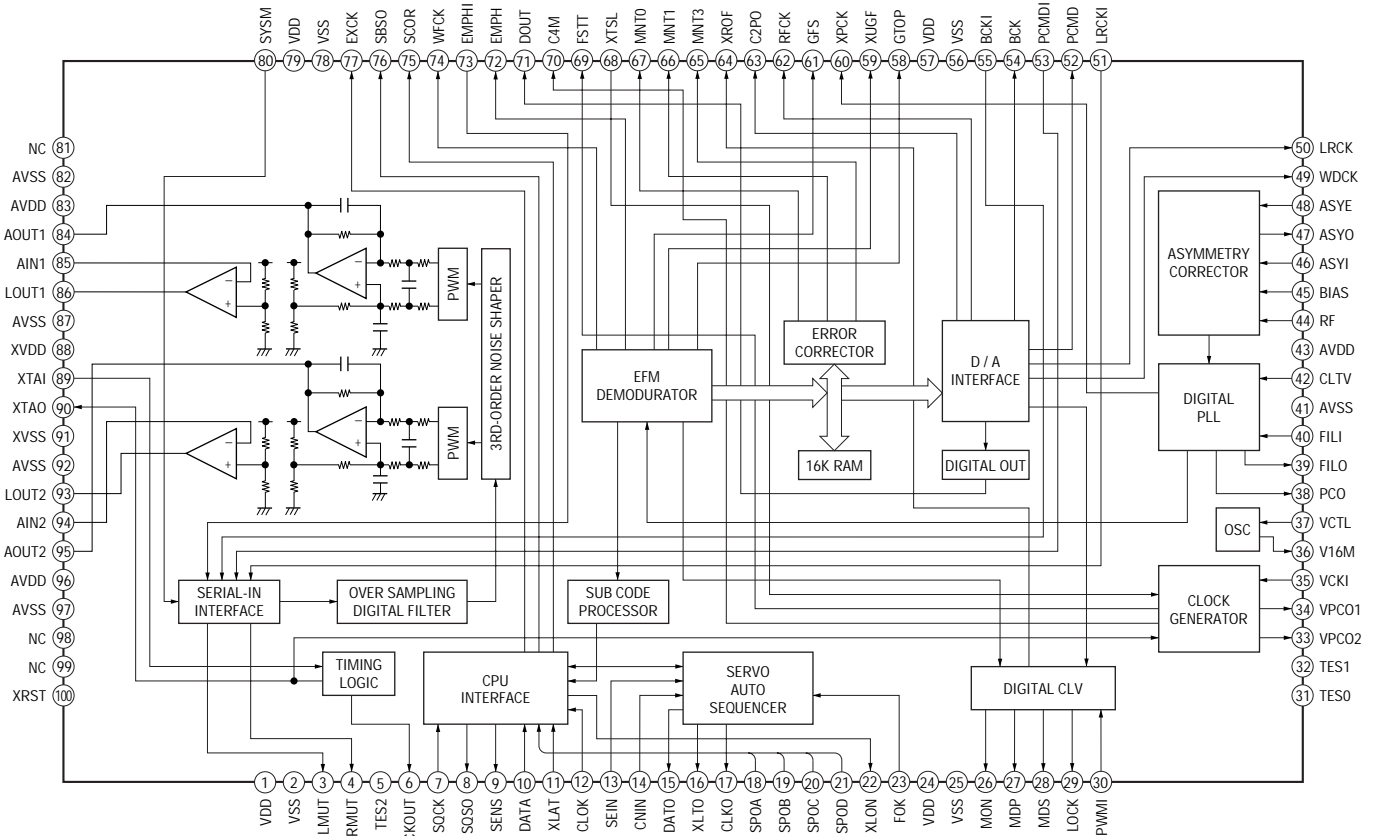 SYSM
VDD
VSS
EXCK
SBSO
SCOR
WFCK
EMPHI
EMPH
DOUT
C4M
FSTT
XTSL
MNT0
MNT1
MNT3
XROF
C2PO
RFCK
GFS
XPCK
XUGF
GTOP
VDD
VSS
BCKI
BCK
PCMDI
PCMD
LRCKI
80 79 78 77 76 75 74 73 72 71 70 69 68 67 66 65 64 63 62 61 60 59 58 57 56 55 54 53 52 51
NC 81
AVSS 82
AVDD 83
AOUT1 84
AIN1 85
LOUT1 86
AVSS 87
XVDD 88
XTAI 89
XTAO 90
XVSS 91
AVSS 92
LOUT2 93
AIN2 94
AOUT2 95
AVDD 96
AVSS 97
NC 98
NC 99
XRST 100
50 LRCK
49 WDCK
48 ASYE
47 ASYO
46 ASYI
45 BIAS
44 RF
43 AVDD
42 CLTV
41 AVSS
40 FILI
39 FILO
38 PCO
37 VCTL
36 V16M
35 VCKI
34 VPCO1
33 VPCO2
32 TES1
31 TES0
−
+
−
+
PWM
3RD-ORDER NOISE SHAPER
−
+
−
+
PWM
ASYMMETRY
CORRECTOR
ERROR
CORRECTOR
D / A
INTERFACE
EFM
DEMODURATOR
DIGITAL
PLL
16K RAM
DIGITAL OUT
OSC
SERIAL-IN
INTERFACE
OVER SAMPLING
DIGITAL FILTER
SUB CODE
PROCESSOR
CLOCK
GENERATOR
TIMING
LOGIC
CPU
INTERFACE
SERVO
AUTO
SEQUENCER
DIGITAL CLV
1 2 3 4 5 6 7 8 9 10 11 12 13 14 15 16 17 18 19 20 21 22 23 24 25 26 27 28 29 30
VDD
VSS
LMUT
RMUT
TES2
CKOUT
SQCK
SQSO
SENS
DATA
XLAT
CLOK
SEIN
CNIN
DATO
XLTO
CLKO
SPOA
SPOB
SPOC
SPOD
XLON
FOK
VDD
VSS
MON
MDP
MDS
LOCK
PWMI